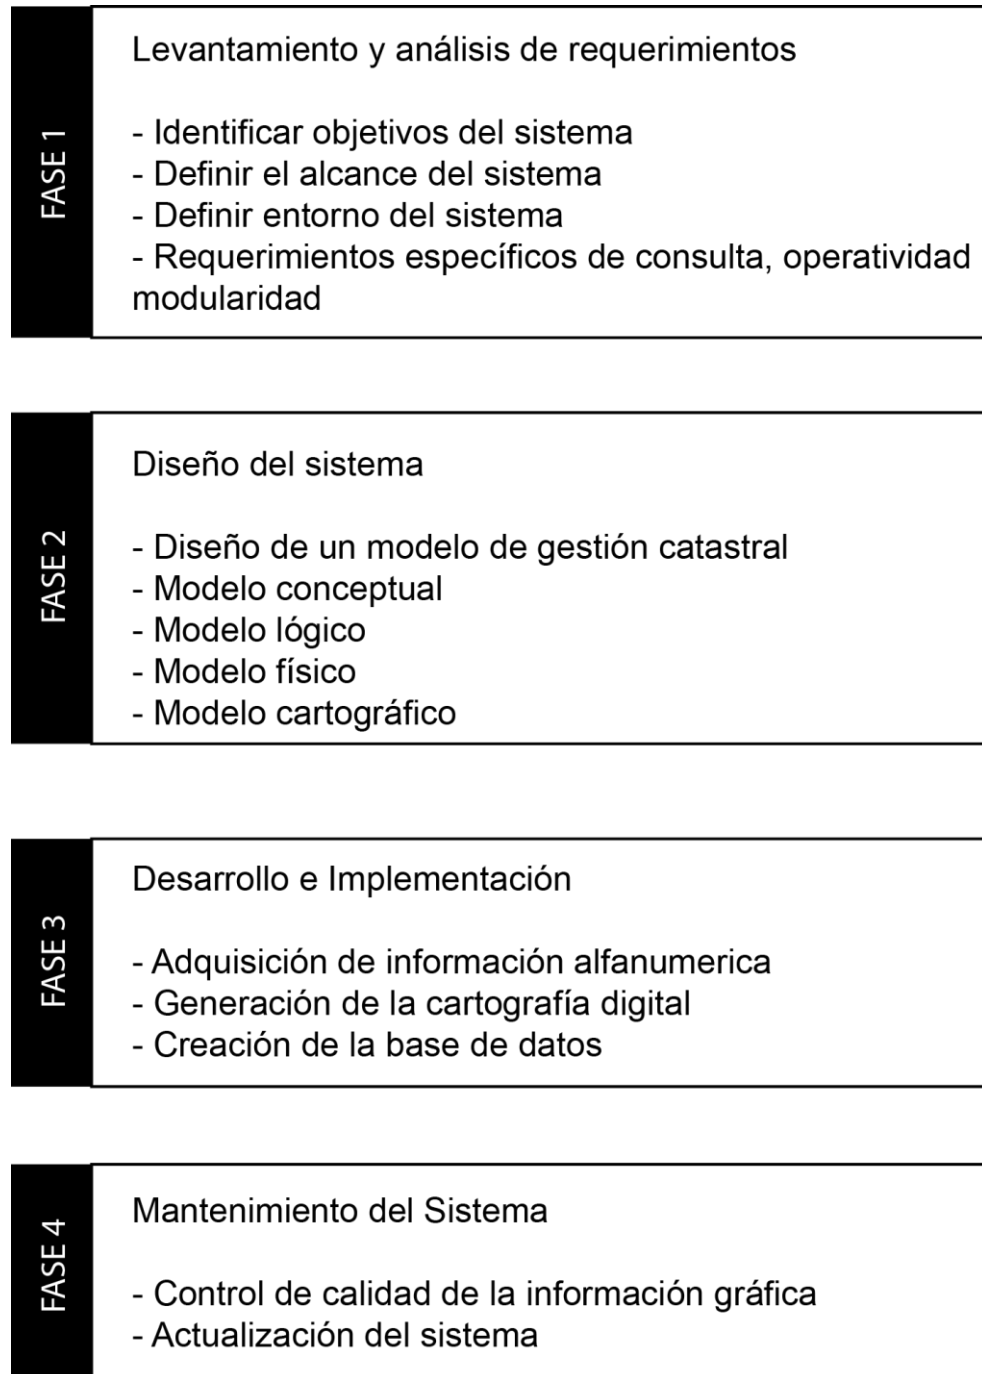 FASE 1
Levantamiento y análisis de requerimientos
- Identificar objetivos del sistema
- Definir el alcance del sistema
- Definir entorno del sistema
- Requerimientos específicos de consulta, operatividad
modularidad
FASE 2
Diseño del sistema
- Diseño de un modelo de gestión catastral
- Modelo conceptual
- Modelo lógico
- Modelo físico
- Modelo cartográfico
FASE 3
Desarrollo e Implementación
- Adquisición de información alfanumerica
- Generación de la cartografía digital
- Creación de la base de datos
FASE 4
Mantenimiento del Sistema
- Control de calidad de la información gráfica
- Actualización del sistema